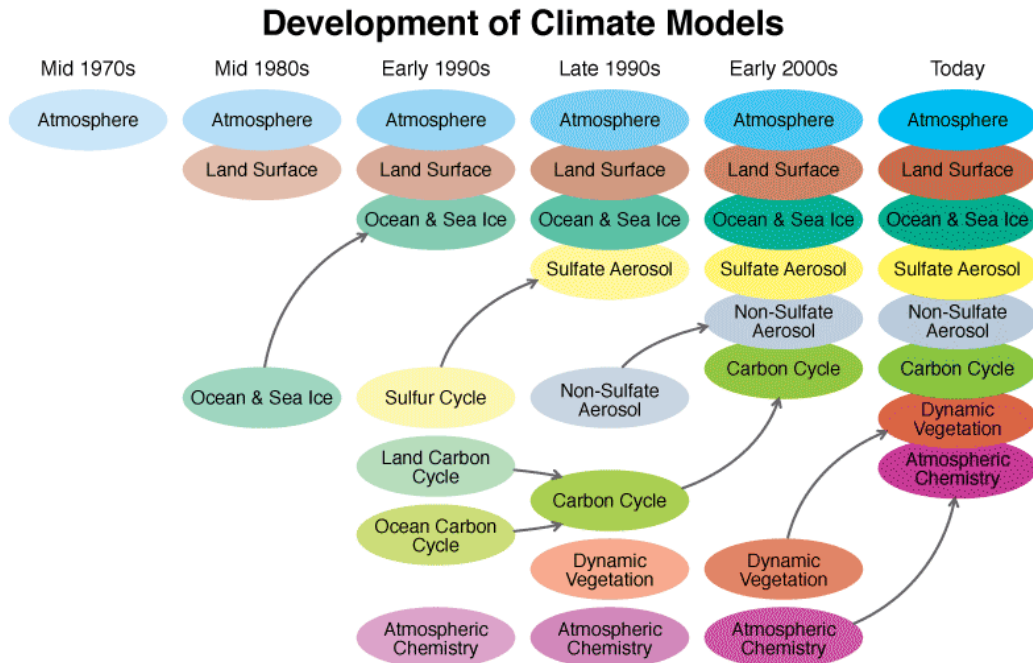 Development of Climate Models
Mid 1970s
Mid 1980s
Early 1990s
Late 1990s
Early 2000s
Today
Atmosphere
Atmosphere
Atmosphere
Atmosphere
Atmosphere
Atmosphere
Land Surface
Land Surface
Land Surface
Land Surface
Land Surface
Ocean & Sea Ice
Ocean & Sea Ice
Ocean & Sea Ice
Ocean & Sea Ice
Sulfate Aerosol
Sulfate Aerosol
Sulfate Aerosol
Non-Sulfate
Aerosol
Non-Sulfate
Aerosol
Carbon Cycle
Carbon Cycle
Ocean & Sea Ice
Sulfur Cycle
Non-Sulfate
Aerosol
Dynamic
Vegetation
Land Carbon
Cycle
Atmospheric
Chemistry
Carbon Cycle
Ocean Carbon
Cycle
Dynamic
Vegetation
Dynamic
Vegetation
Atmospheric
Chemistry
Atmospheric
Chemistry
Atmospheric
Chemistry